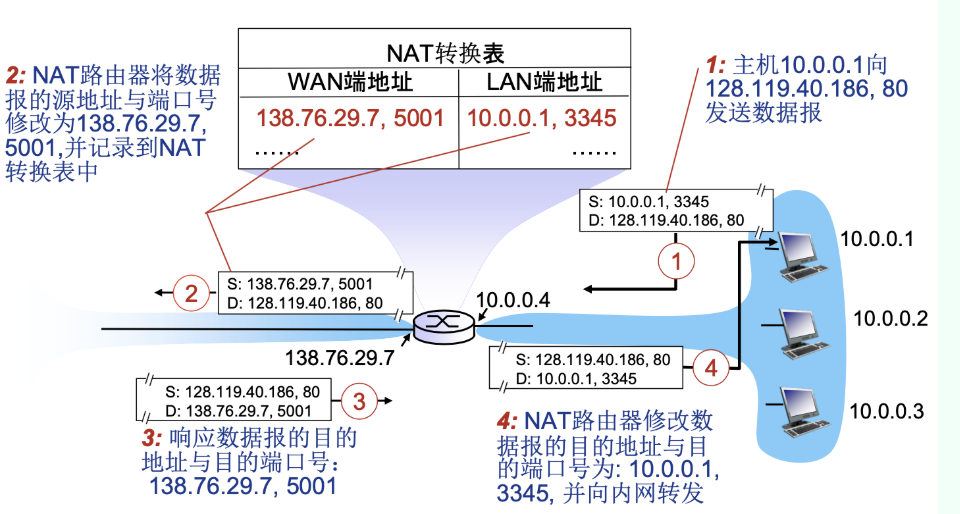 NAT转换表
WAN端地址 LAN端地址
138.76.29.7, 5001 10.0.0.1, 3345
…… ……
2: NAT路由器将数据
报的源地址与端口号
修改为138.76.29.7,
5001,并记录到NAT
转换表中
1: 主机10.0.0.1向
128.119.40.186, 80
发送数据报
S: 10.0.0.1, 3345
D: 128.119.40.186, 80
1
10.0.0.1
S: 138.76.29.7, 5001
D: 128.119.40.186, 80
2
10.0.0.4
138.76.29.7
10.0.0.2
S: 128.119.40.186, 80
D: 10.0.0.1, 3345
4
S: 128.119.40.186, 80
D: 138.76.29.7, 5001
3
10.0.0.3
3: 响应数据报的目的
地址与目的端口号：
138.76.29.7, 5001
4: NAT路由器修改数
据报的目的地址与目
的端口号为: 10.0.0.1,
3345, 并向内网转发